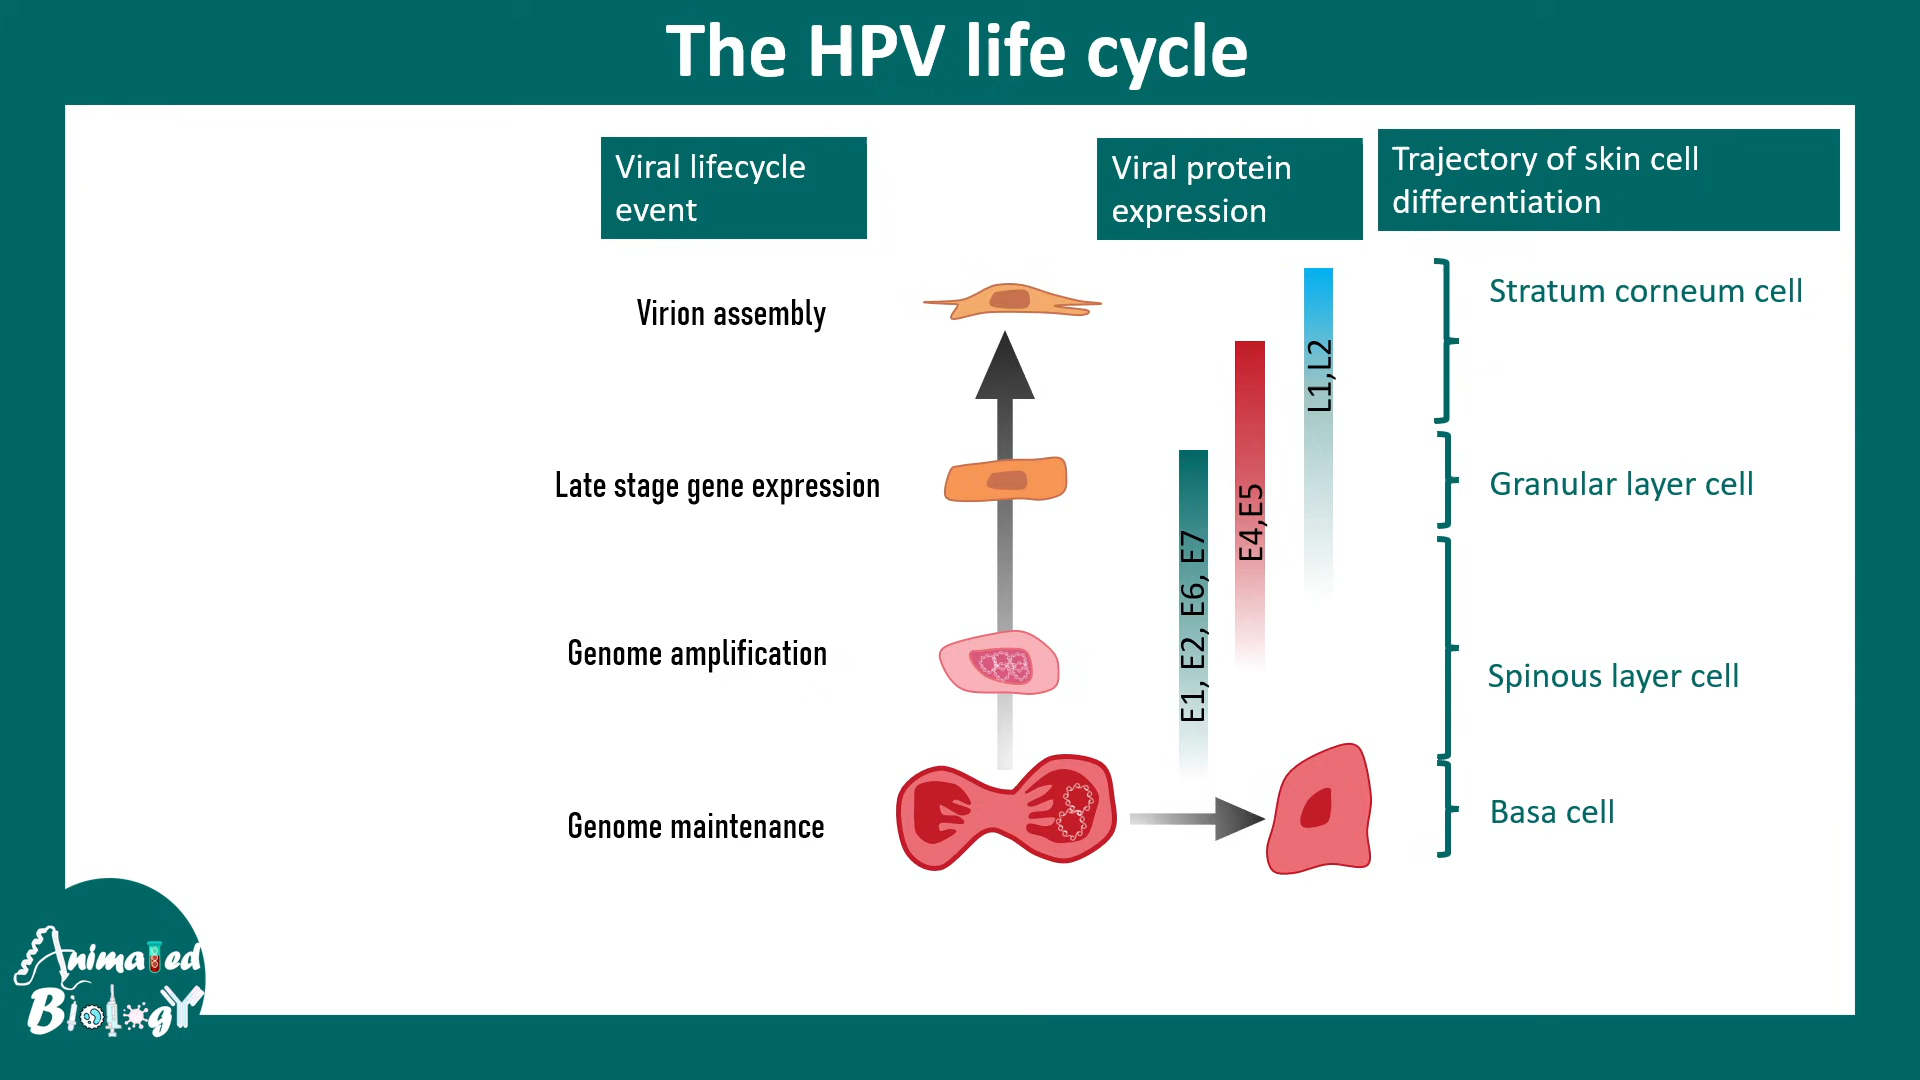 The HPV life cycle
Viral lifecycle
event
Viral protein
expression
Trajectory of skin cell
differentiation
Virion assembly
Late stage gene expression
Genome amplification
Genome maintenance
E1, E2, E6, E7
E4,E5
L1,L2
Stratum corneum cell
Granular layer cell
Spinous layer cell
Basa cell
Animated
Biology